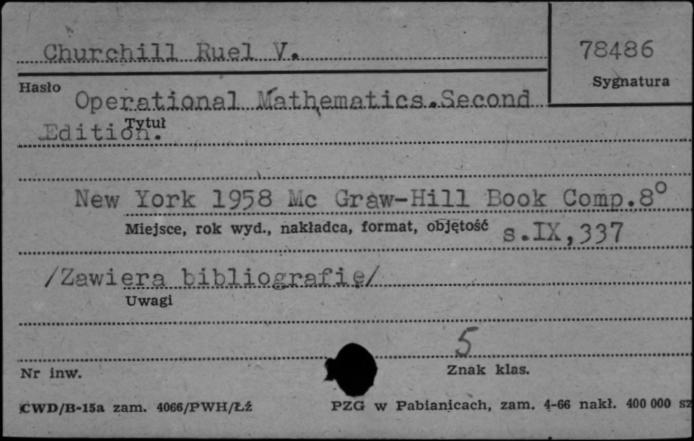 Churchill Ruel V.
78486
Hasło
Sygnatura
Operational Mathematics.Second
Edition.
Tytuł
New York 1958 Mc Graw-Hill Book Comp.8°
Miejsce, rok wyd., nakładca, format, objętość s.IX,337
/Zawiera bibliografię/
Uwagi
5
Nr inw.
Znak klas.
CWD/B-15a zam. 4066/PWH/Łż
PZG w Pabianicach, zam. 4-66 nakł. 400 000 sz